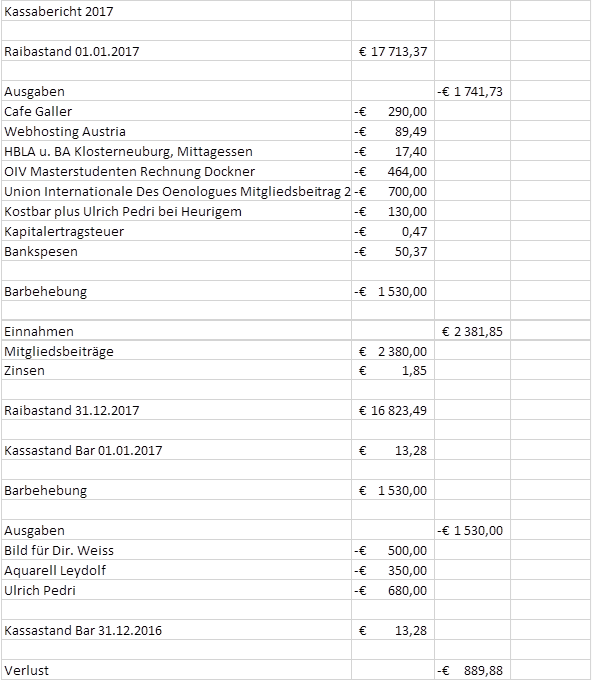 Kassabericht 2017
Raibastand 01.01.2017 € 17 713,37
Ausgaben -€ 1 741,73
Cafe Galler -€ 290,00
Webhosting Austria -€ 89,49
HBLA u. BA Klosterneuburg, Mittagessen -€ 17,40
OIV Masterstudenten Rechnung Dockner -€ 464,00
Union Internationale Des Oenologues Mitgliedsbeitrag 2 -€ 700,00
Kostbar plus Ulrich Pedri bei Heurigem -€ 130,00
Kapitalertragsteuer -€ 0,47
Bankspesen -€ 50,37
Barbehebung -€ 1 530,00
Einnahmen € 2 381,85
Mitgliedsbeiträge € 2 380,00
Zinsen € 1,85
Raibastand 31.12.2017 € 16 823,49
Kassastand Bar 01.01.2017 € 13,28
Barbehebung € 1 530,00
Ausgaben -€ 1 530,00
Bild für Dir. Weiss -€ 500,00
Aquarell Leydolf -€ 350,00
Ulrich Pedri -€ 680,00
Kassastand Bar 31.12.2016 € 13,28
Verlust -€ 889,88